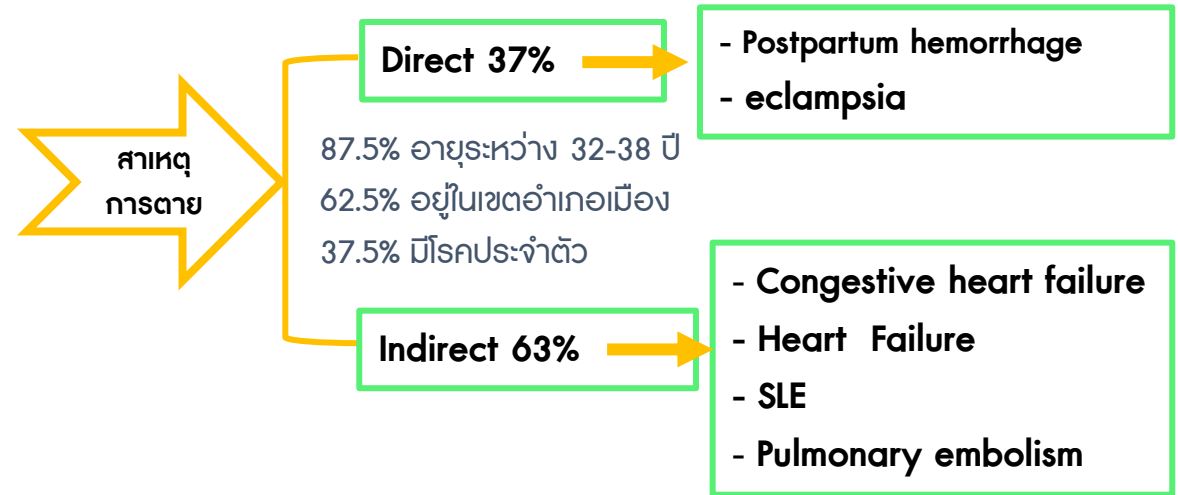 สาเหตุ
การตาย
Direct 37%
- Postpartum hemorrhage
- eclampsia
87.5% อายุระหว่าง 32-38 ปี
62.5% อยู่ในเขตอำเภอเมือง
37.5% มีโรคประจำตัว
Indirect 63%
- Congestive heart failure
- Heart Failure
- SLE
- Pulmonary embolism